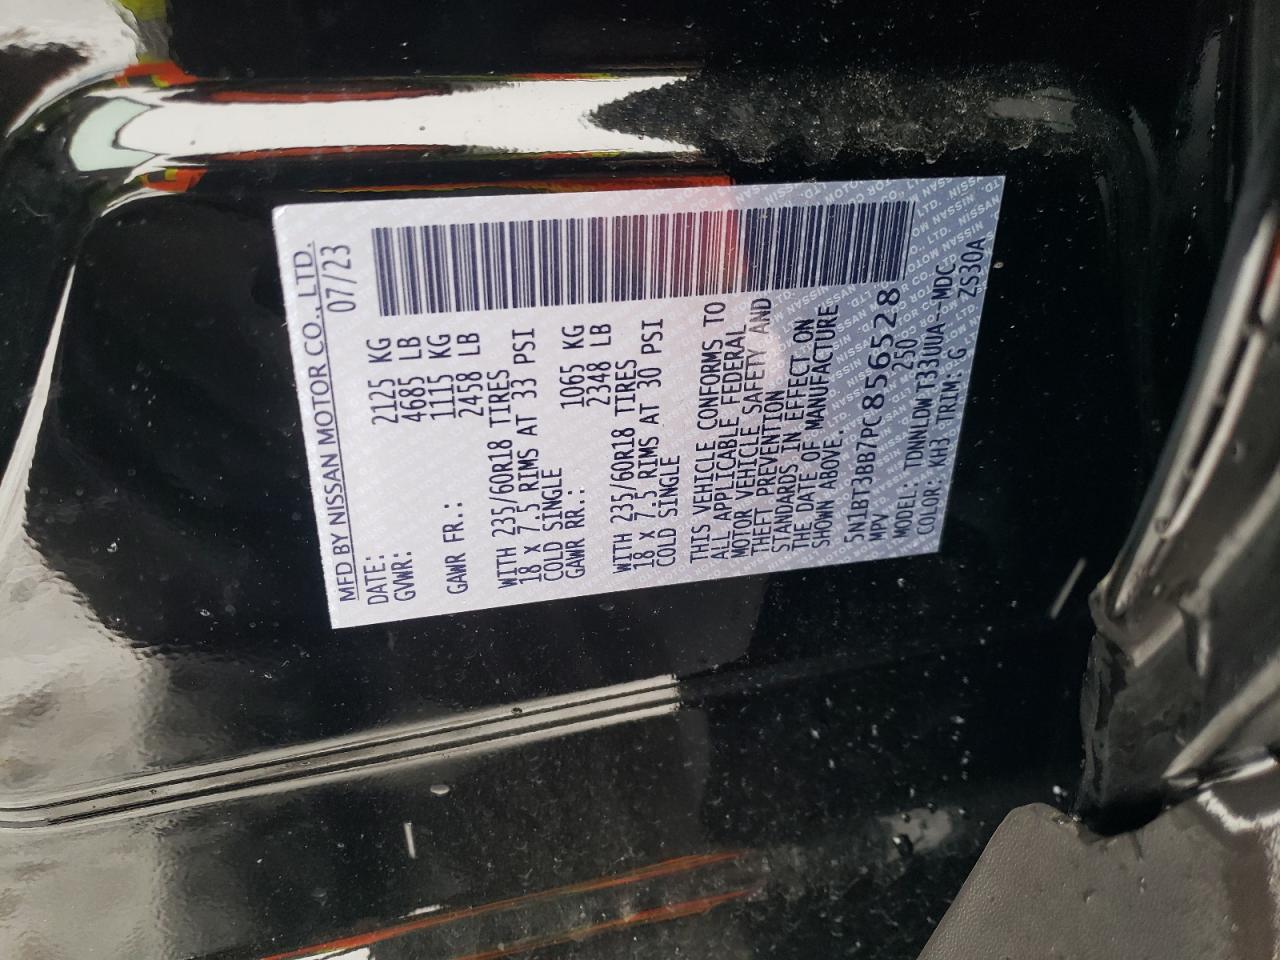 MFD BY NISSAN MOTOR CO., LTD.
DATE: 07/23
GVWR: 2125 KG
4685 LB
GAWR FR.: 1115 KG
2458 LB
WITH 235/60R18 TIRES
18 X 7.5 RIMS AT 33 PSI
COLD SINGLE
GAWR RR.: 1065 KG
2348 LB
WITH 235/60R18 TIRES
18 X 7.5 RIMS AT 30 PSI
COLD SINGLE
THIS VEHICLE CONFORMS TO
ALL APPLICABLE FEDERAL
MOTOR VEHICLE SAFETY AND
THEFT PREVENTION
STANDARDS IN EFFECT ON
THE DATE OF MANUFACTURE
SHOWN ABOVE.
5N1BT3BB7PC856528
MPV 250
MODEL: TDNNLDWT33UUA-MDC
COLOR: KH3 TRIM: G ZS30A